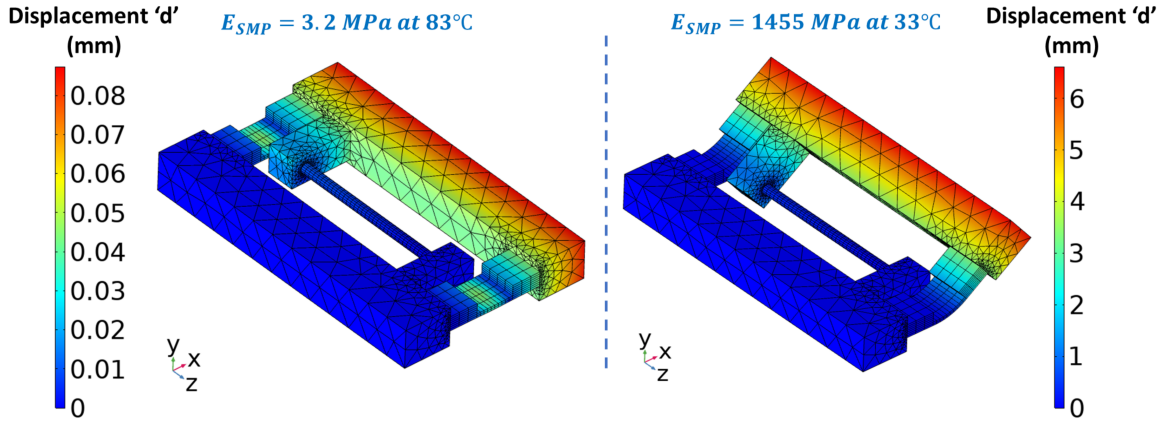 Displacement ‘d’
(mm)
E_SMP = 3.2 MPa at 83°C
E_SMP = 1455 MPa at 33°C
Displacement ‘d’
(mm)
0.08
0.07
0.06
0.05
0.04
0.03
0.02
0.01
0
y
x
z
y
x
z
6
5
4
3
2
1
0